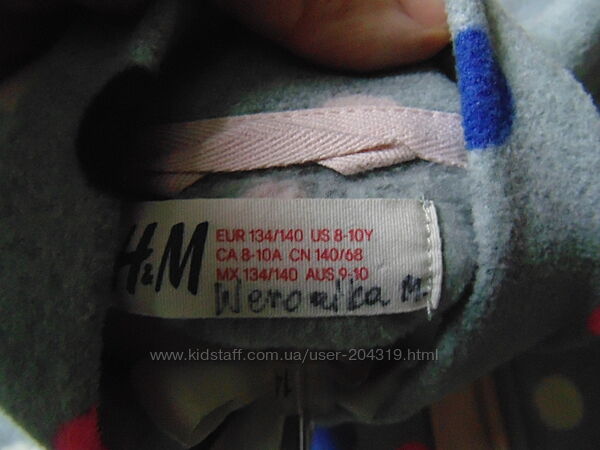 H&M
EUR 134/140 US 8-10Y
CA 8-10A CN 140/68
MX 134/140 AUS 9-10
Weronika M.
www.kidstaff.com.ua/user-204319.html